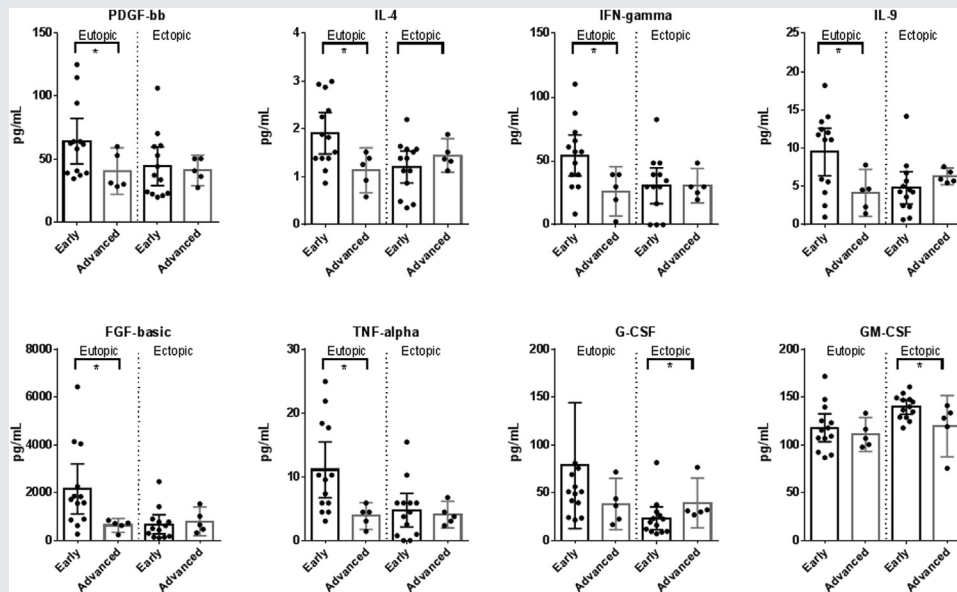 PDGF-bb
150
100
50
0
pg/mL
Eutopic
*
Ectopic
Early
Advanced
Early
Advanced
IL-4
4
3
2
1
0
pg/mL
Eutopic
*
Ectopic
Early
Advanced
Early
Advanced
IFN-gamma
150
100
50
0
pg/mL
Eutopic
*
Ectopic
Early
Advanced
Early
Advanced
IL-9
25
20
15
10
5
0
pg/mL
Eutopic
*
Ectopic
Early
Advanced
Early
Advanced
FGF-basic
8000
6000
4000
2000
0
pg/mL
Eutopic
*
Ectopic
Early
Advanced
Early
Advanced
TNF-alpha
30
20
10
0
pg/mL
Eutopic
*
Ectopic
Early
Advanced
Early
Advanced
G-CSF
200
150
100
50
0
pg/mL
Eutopic
Ectopic
*
Early
Advanced
Early
Advanced
GM-CSF
200
150
100
50
0
pg/mL
Eutopic
Ectopic
*
Early
Advanced
Early
Advanced